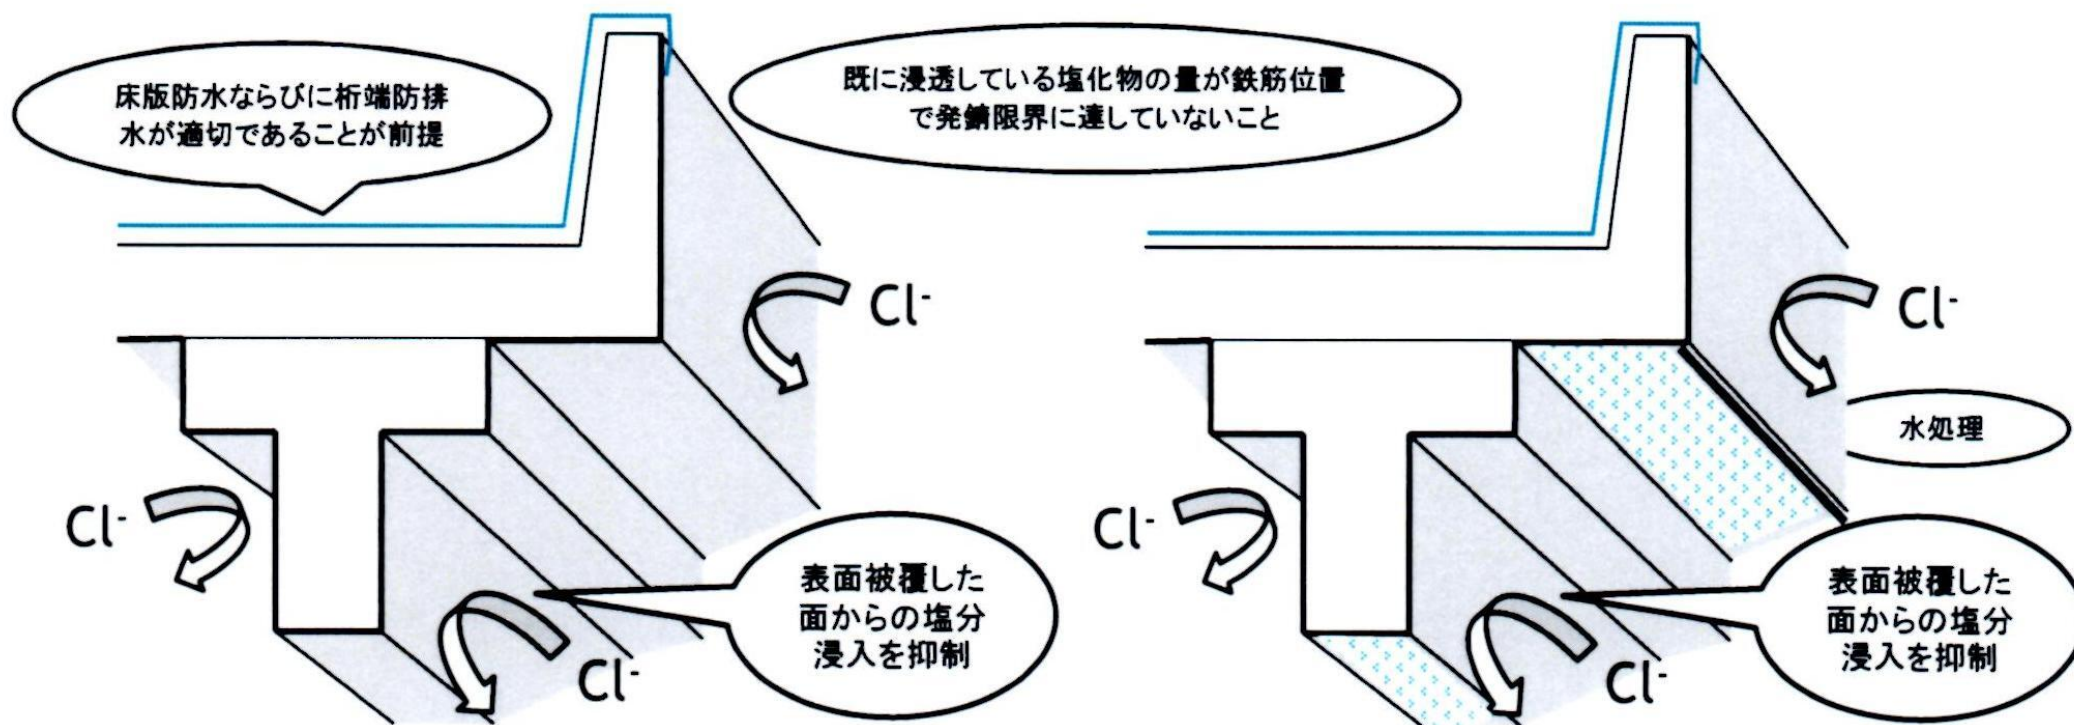 床版防水ならびに桁端防排
水が適切であることが前提
既に浸透している塩化物の量が鉄筋位置
で発錆限界に達していないこと
Cl-
Cl-
水処理
Cl-
Cl-
表面被覆した
面からの塩分
浸入を抑制
表面被覆した
面からの塩分
浸入を抑制
Cl-
Cl-